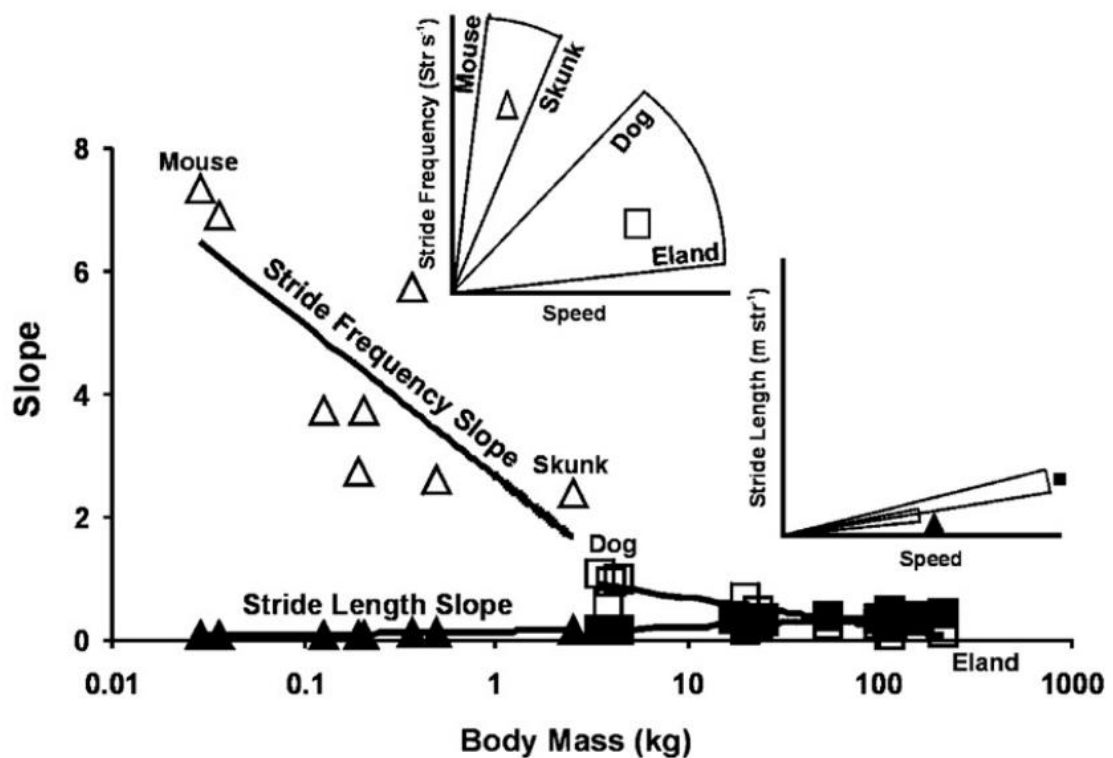 Stride Frequency (Str s⁻¹)
Mouse
Skunk
Dog
Eland
Speed
8
Mouse
6
Stride Frequency Slope
Stride Length (m str⁻¹)
Slope
4
Skunk
Speed
2
Dog
Stride Length Slope
0
Eland
0.01
0.1
1
10
100
1000
Body Mass (kg)